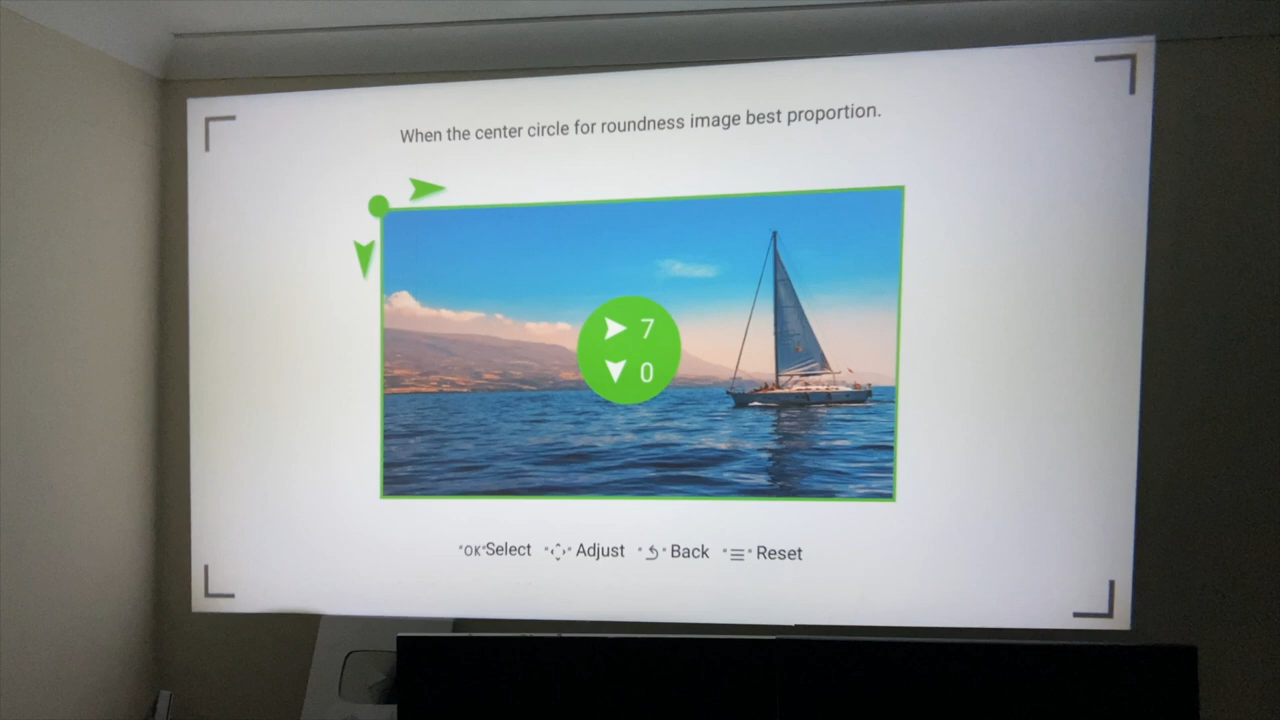 When the center circle for roundness image best proportion.
7
0
"OK"Select " " Adjust " " Back " " Reset